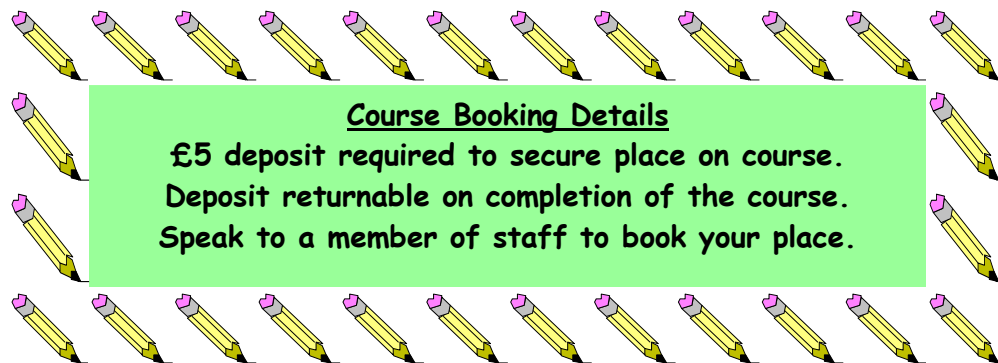 Course Booking Details
£5 deposit required to secure place on course.
Deposit returnable on completion of the course.
Speak to a member of staff to book your place.